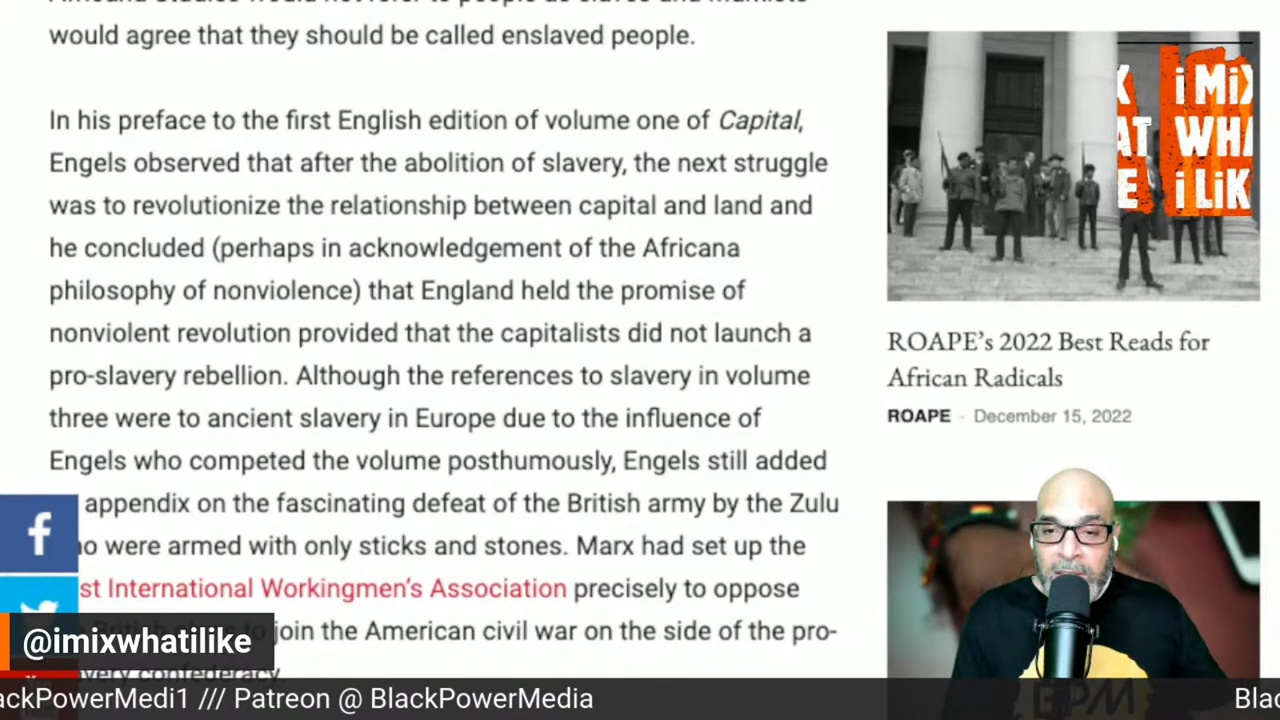 would agree that they should be called enslaved people.
In his preface to the first English edition of volume one of Capital,
Engels observed that after the abolition of slavery, the next struggle
was to revolutionize the relationship between capital and land and
he concluded (perhaps in acknowledgement of the Africana
philosophy of nonviolence) that England held the promise of
nonviolent revolution provided that the capitalists did not launch a
pro-slavery rebellion. Although the references to slavery in volume
three were to ancient slavery in Europe due to the influence of
Engels who competed the volume posthumously, Engels still added
appendix on the fascinating defeat of the British army by the Zulu
were armed with only sticks and stones. Marx had set up the
st International Workingmen's Association precisely to oppose
join the American civil war on the side of the pro-
confederacy.
i MiX
WHA
i LiK
AT
E
ROAPE's 2022 Best Reads for
African Radicals
ROAPE - December 15, 2022
f
BPM
@imixwhatilike
ackPowerMedi1 /// Patreon @ BlackPowerMedia
Blac